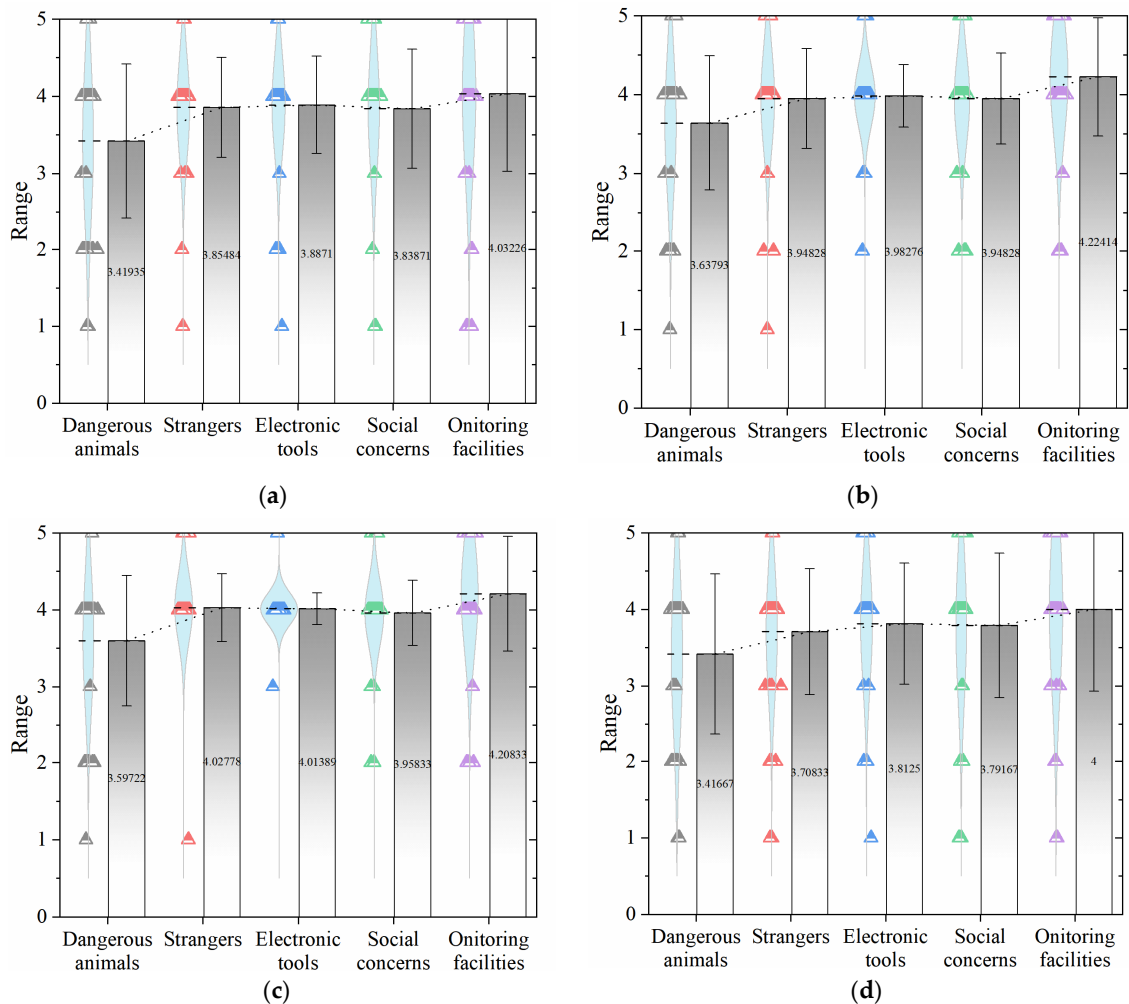 5
4
3
2
1
0
Range
3.41935
3.85484
3.8871
3.83871
4.03226
Dangerous animals
Strangers
Electronic tools
Social concerns
Onitoring facilities
(a)
5
4
3
2
1
0
Range
3.63793
3.94828
3.98276
3.94828
4.22414
Dangerous animals
Strangers
Electronic tools
Social concerns
Onitoring facilities
(b)
5
4
3
2
1
0
Range
3.59722
4.02778
4.01389
3.95833
4.20833
Dangerous animals
Strangers
Electronic tools
Social concerns
Onitoring facilities
(c)
5
4
3
2
1
0
Range
3.41667
3.70833
3.8125
3.79167
4
Dangerous animals
Strangers
Electronic tools
Social concerns
Onitoring facilities
(d)